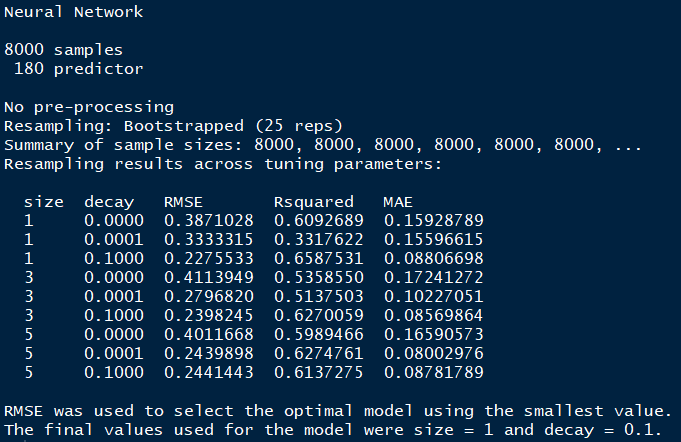 Neural Network
8000 samples
180 predictor
No pre-processing
Resampling: Bootstrapped (25 reps)
Summary of sample sizes: 8000, 8000, 8000, 8000, 8000, 8000, ...
Resampling results across tuning parameters:
size decay RMSE Rsquared MAE
1 0.0000 0.3871028 0.6092689 0.15928789
1 0.0001 0.3333315 0.3317622 0.15596615
1 0.1000 0.2275533 0.6587531 0.08806698
3 0.0000 0.4113949 0.5358550 0.17241272
3 0.0001 0.2796820 0.5137503 0.10227051
3 0.1000 0.2398245 0.6270059 0.08569864
5 0.0000 0.4011668 0.5989466 0.16590573
5 0.0001 0.2439898 0.6274761 0.08002976
5 0.1000 0.2441443 0.6137275 0.08781789
RMSE was used to select the optimal model using the smallest value.
The final values used for the model were size = 1 and decay = 0.1.